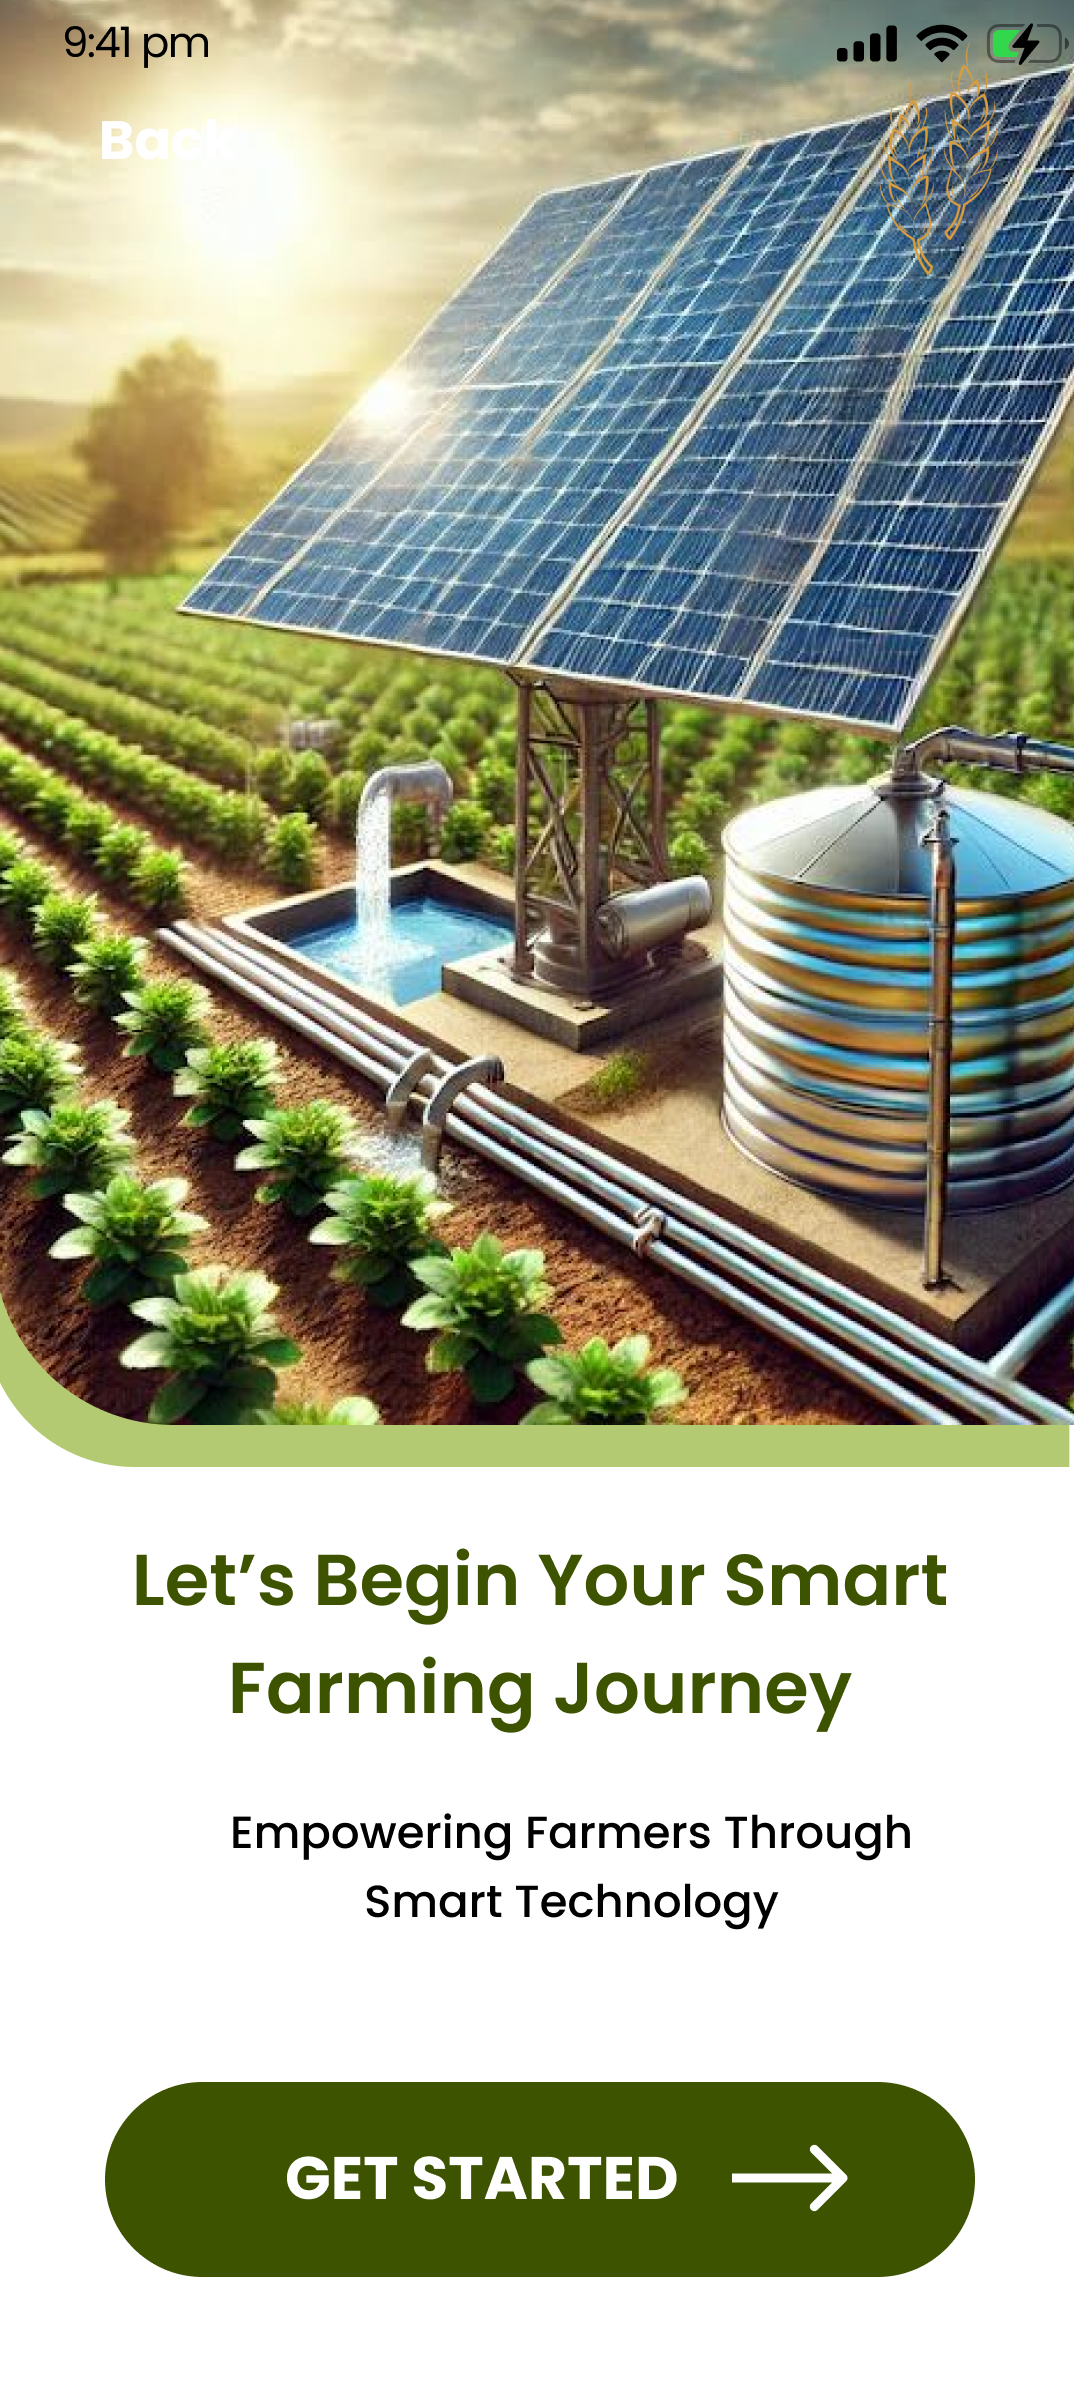 9:41 pm
Back
Let’s Begin Your Smart
Farming Journey
Empowering Farmers Through
Smart Technology
GET STARTED